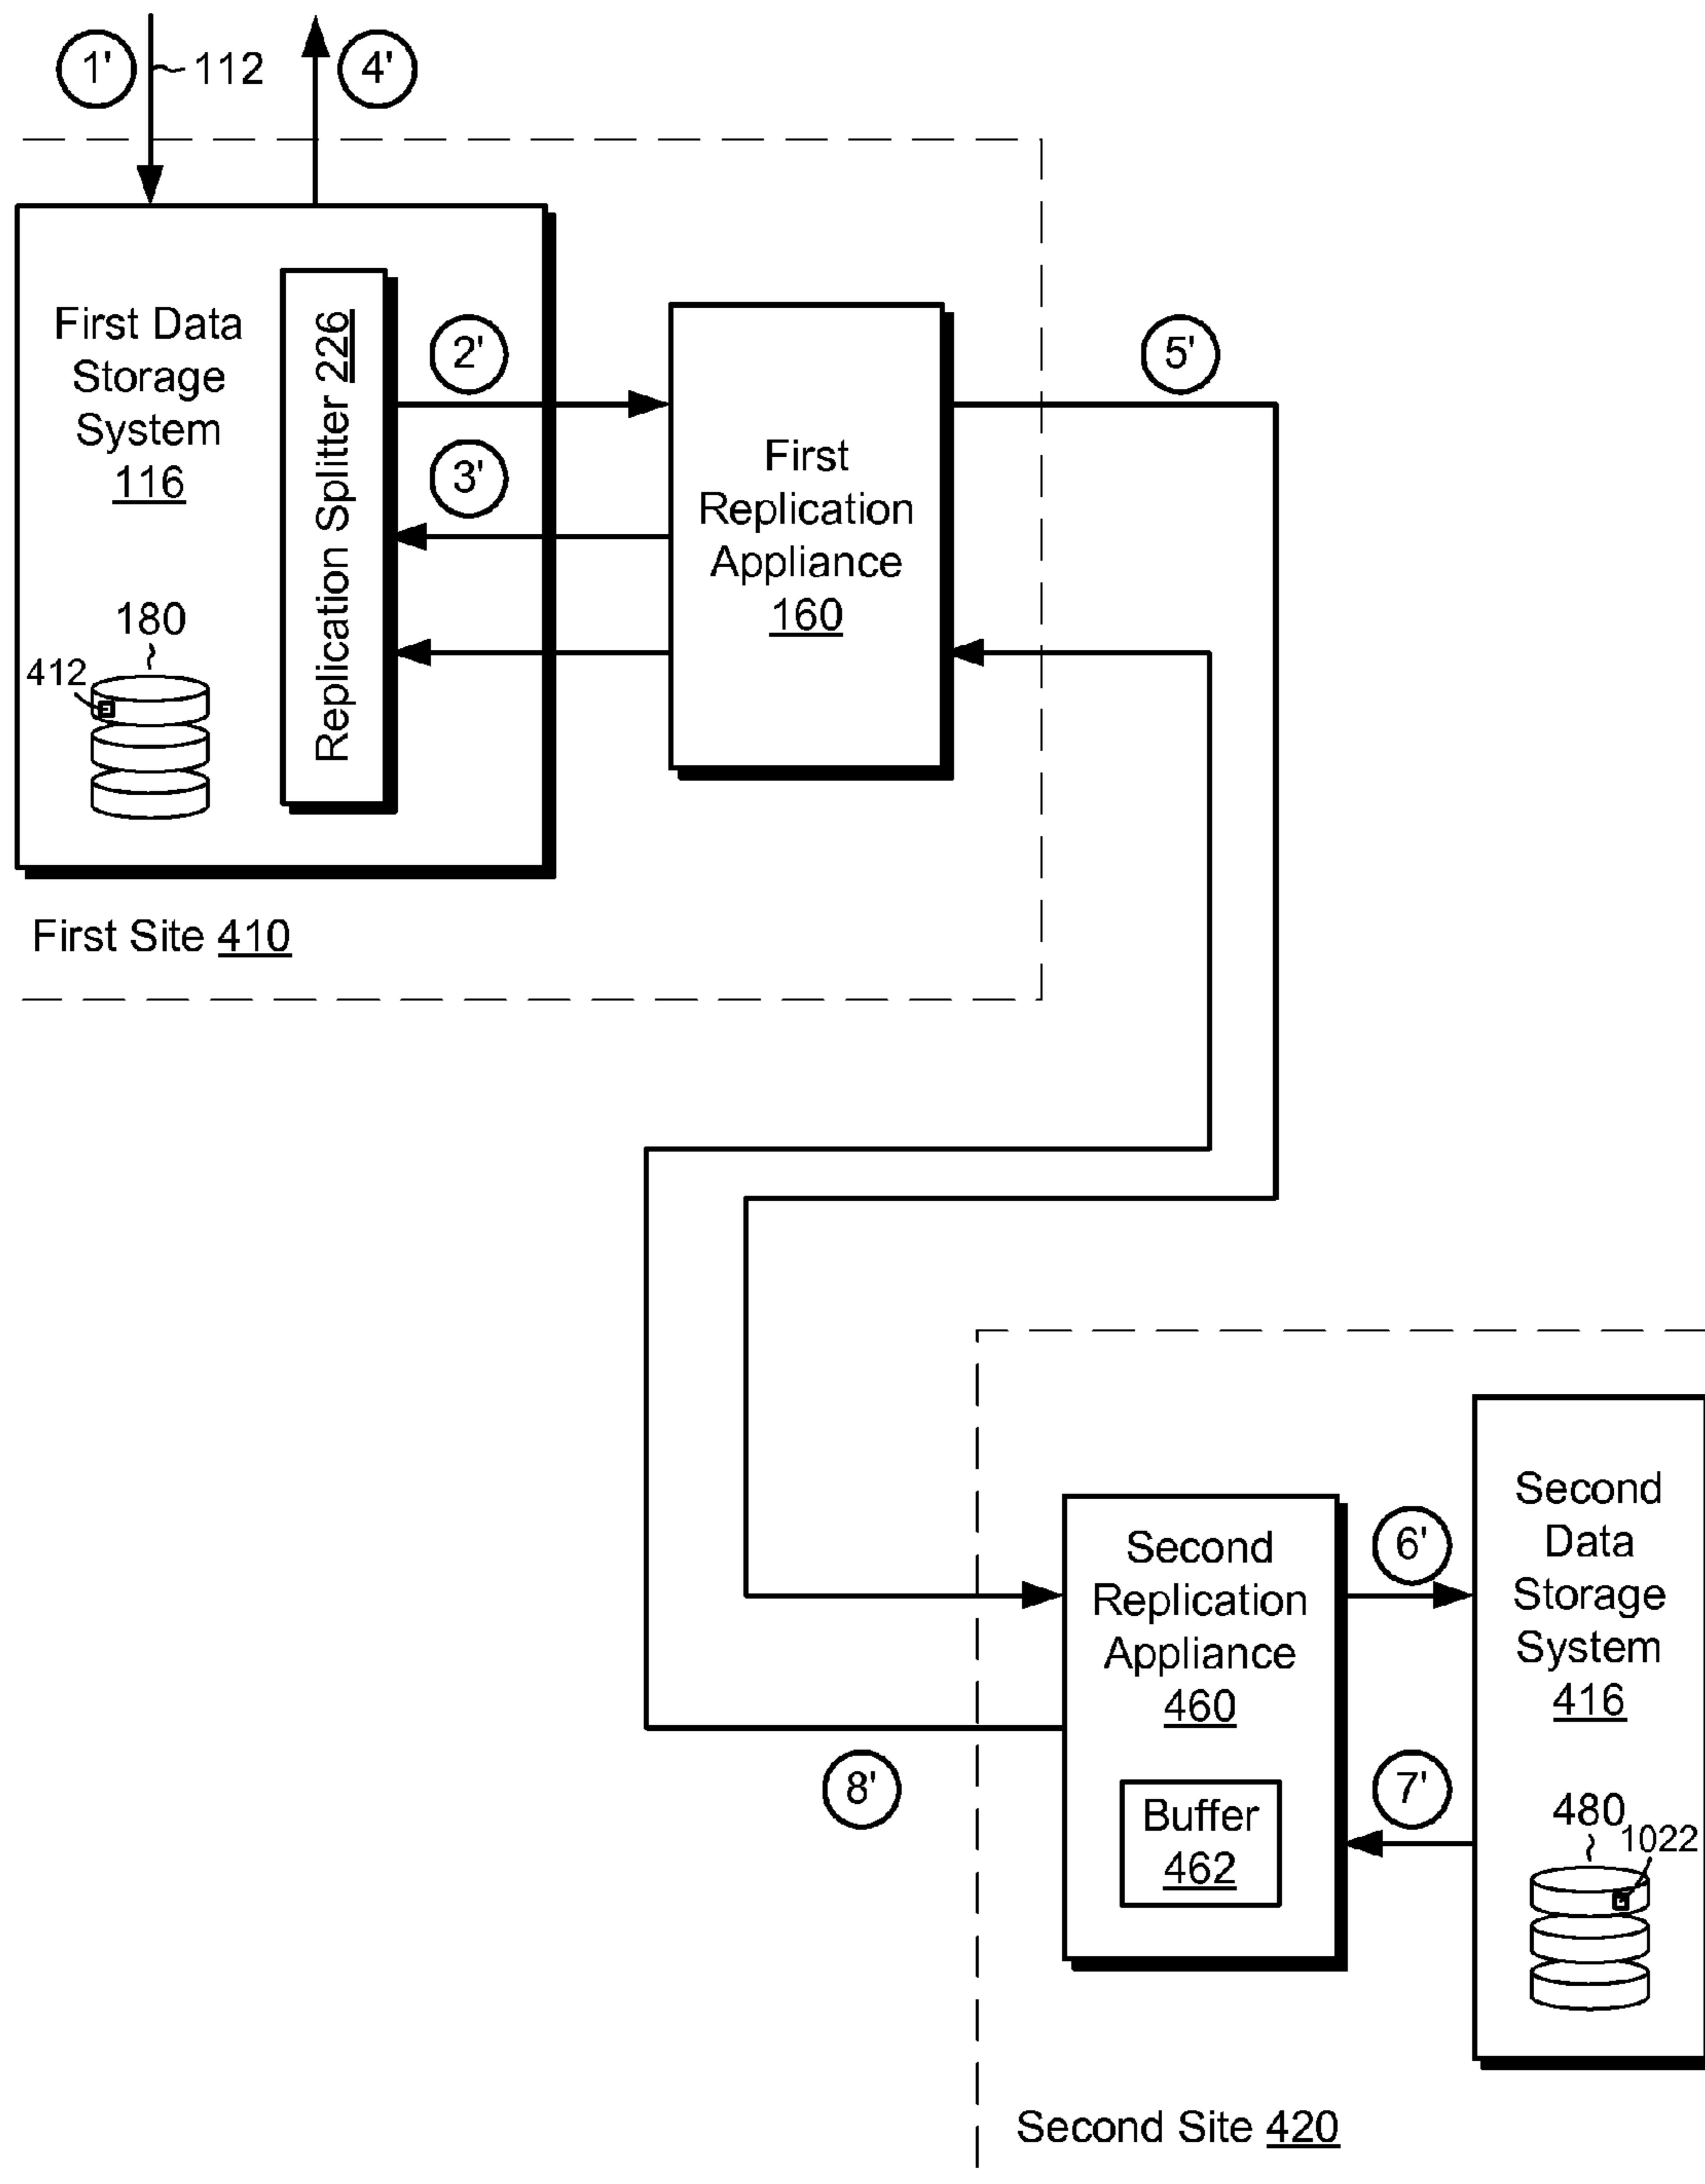 1'
112
4'
First Data
Storage
System
116
Replication Splitter 226
2'
3'
First
Replication
Appliance
160
5'
180
412
First Site 410
Second
Replication
Appliance
460
Buffer
462
6'
7'
8'
Second
Data
Storage
System
416
480
1022
Second Site 420